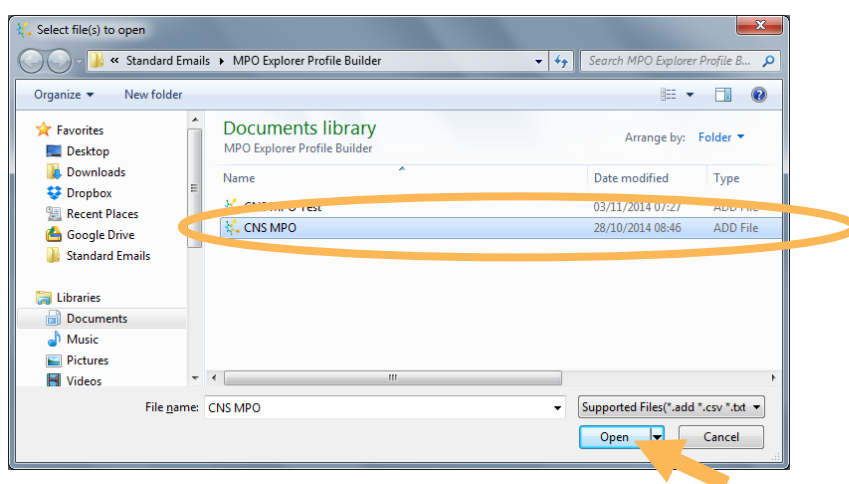 Select file(s) to open
« Standard Emails ▸ MPO Explorer Profile Builder
Search MPO Explorer Profile B...
Organize ▼ New folder
Favorites
Desktop
Downloads
Dropbox
Recent Places
Google Drive
Standard Emails
Libraries
Documents
Music
Pictures
Videos
Documents library
MPO Explorer Profile Builder
Arrange by: Folder ▼
Name Date modified Type
CNS MPO Test 03/11/2014 07:27 ADD File
CNS MPO 28/10/2014 08:46 ADD File
File name: CNS MPO
Supported Files(*.add *.csv *.txt
Open Cancel